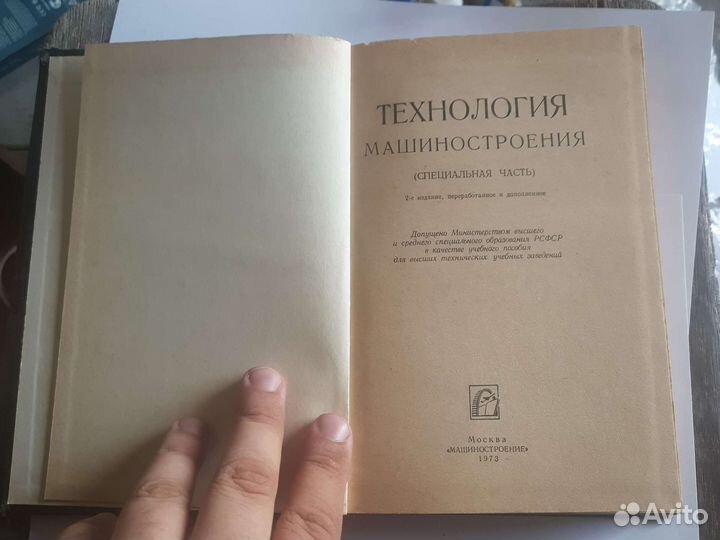 ТЕХНОЛОГИЯ
МАШИНОСТРОЕНИЯ
(СПЕЦИАЛЬНАЯ ЧАСТЬ)
2-е издание, переработанное и дополненное
Допущено Министерством высшего
и среднего специального образования РСФСР
в качестве учебного пособия
для высших технических учебных заведений
Москва
«МАШИНОСТРОЕНИЕ»
1973
Avito